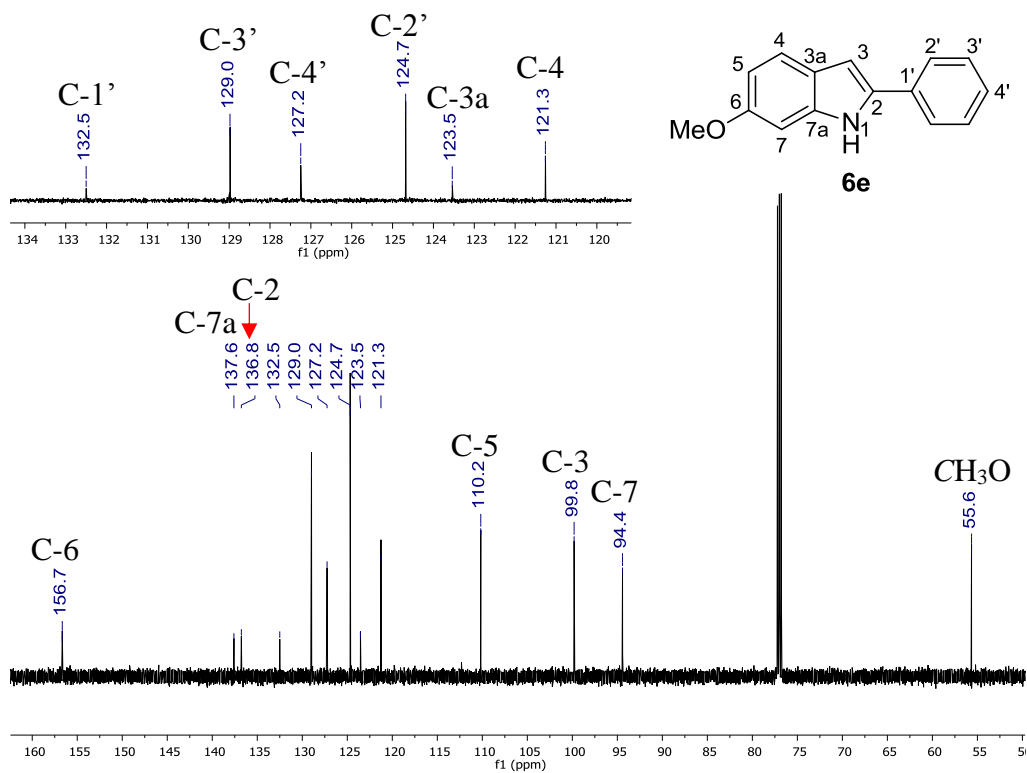 C-1' C-3' C-4' C-2' C-3a C-4
132.5 129.0 127.2 124.7 123.5 121.3
134 133 132 131 130 129 128 127 126 125 124 123 122 121 120
f1 (ppm)
4 3 2' 3'
5 3a 1' 4'
6 2
MeO 7 7a N 1
H
6e
C-2
C-7a
137.6 136.8 132.5 129.0 127.2 124.7 123.5 121.3
C-6 C-5 C-3 C-7 CH3O
156.7 110.2 99.8 94.4 55.6
160 155 150 145 140 135 130 125 120 115 110 105 100 95 90 85 80 75 70 65 60 55 50
f1 (ppm)